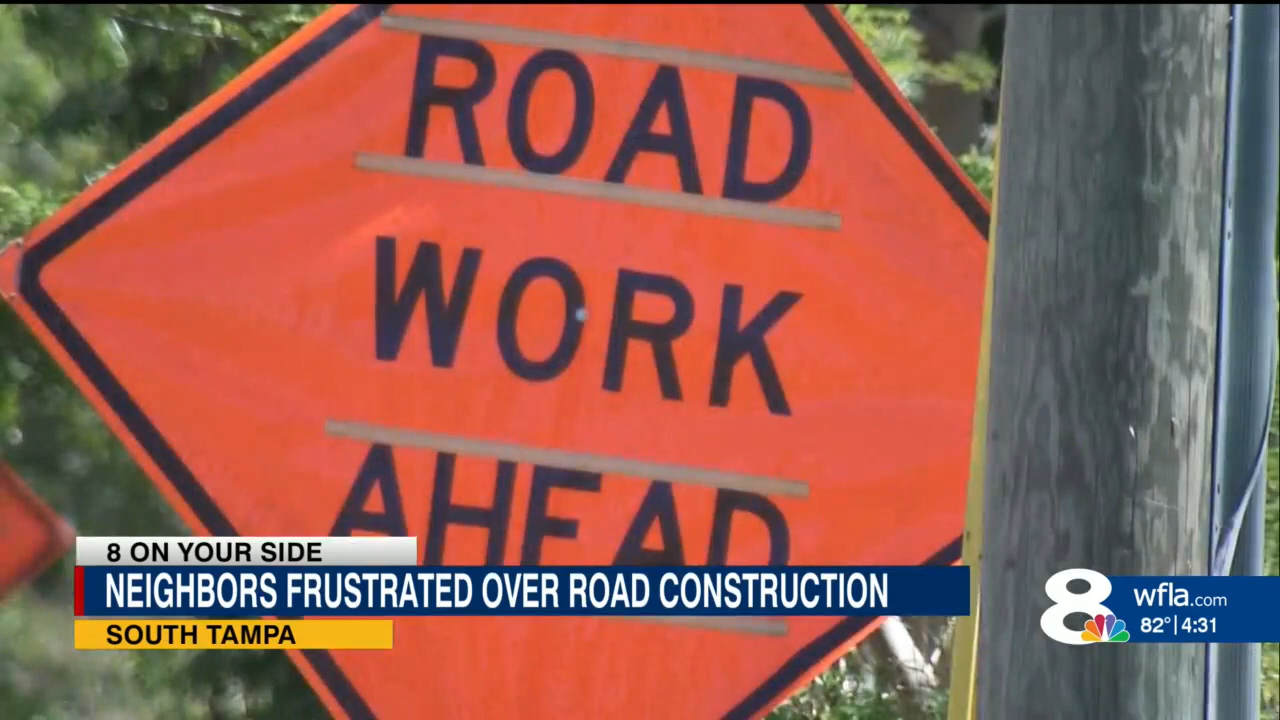 ROAD
WORK
AHEAD
8 ON YOUR SIDE
NEIGHBORS FRUSTRATED OVER ROAD CONSTRUCTION
SOUTH TAMPA
8 wfla.com
82° | 4:31